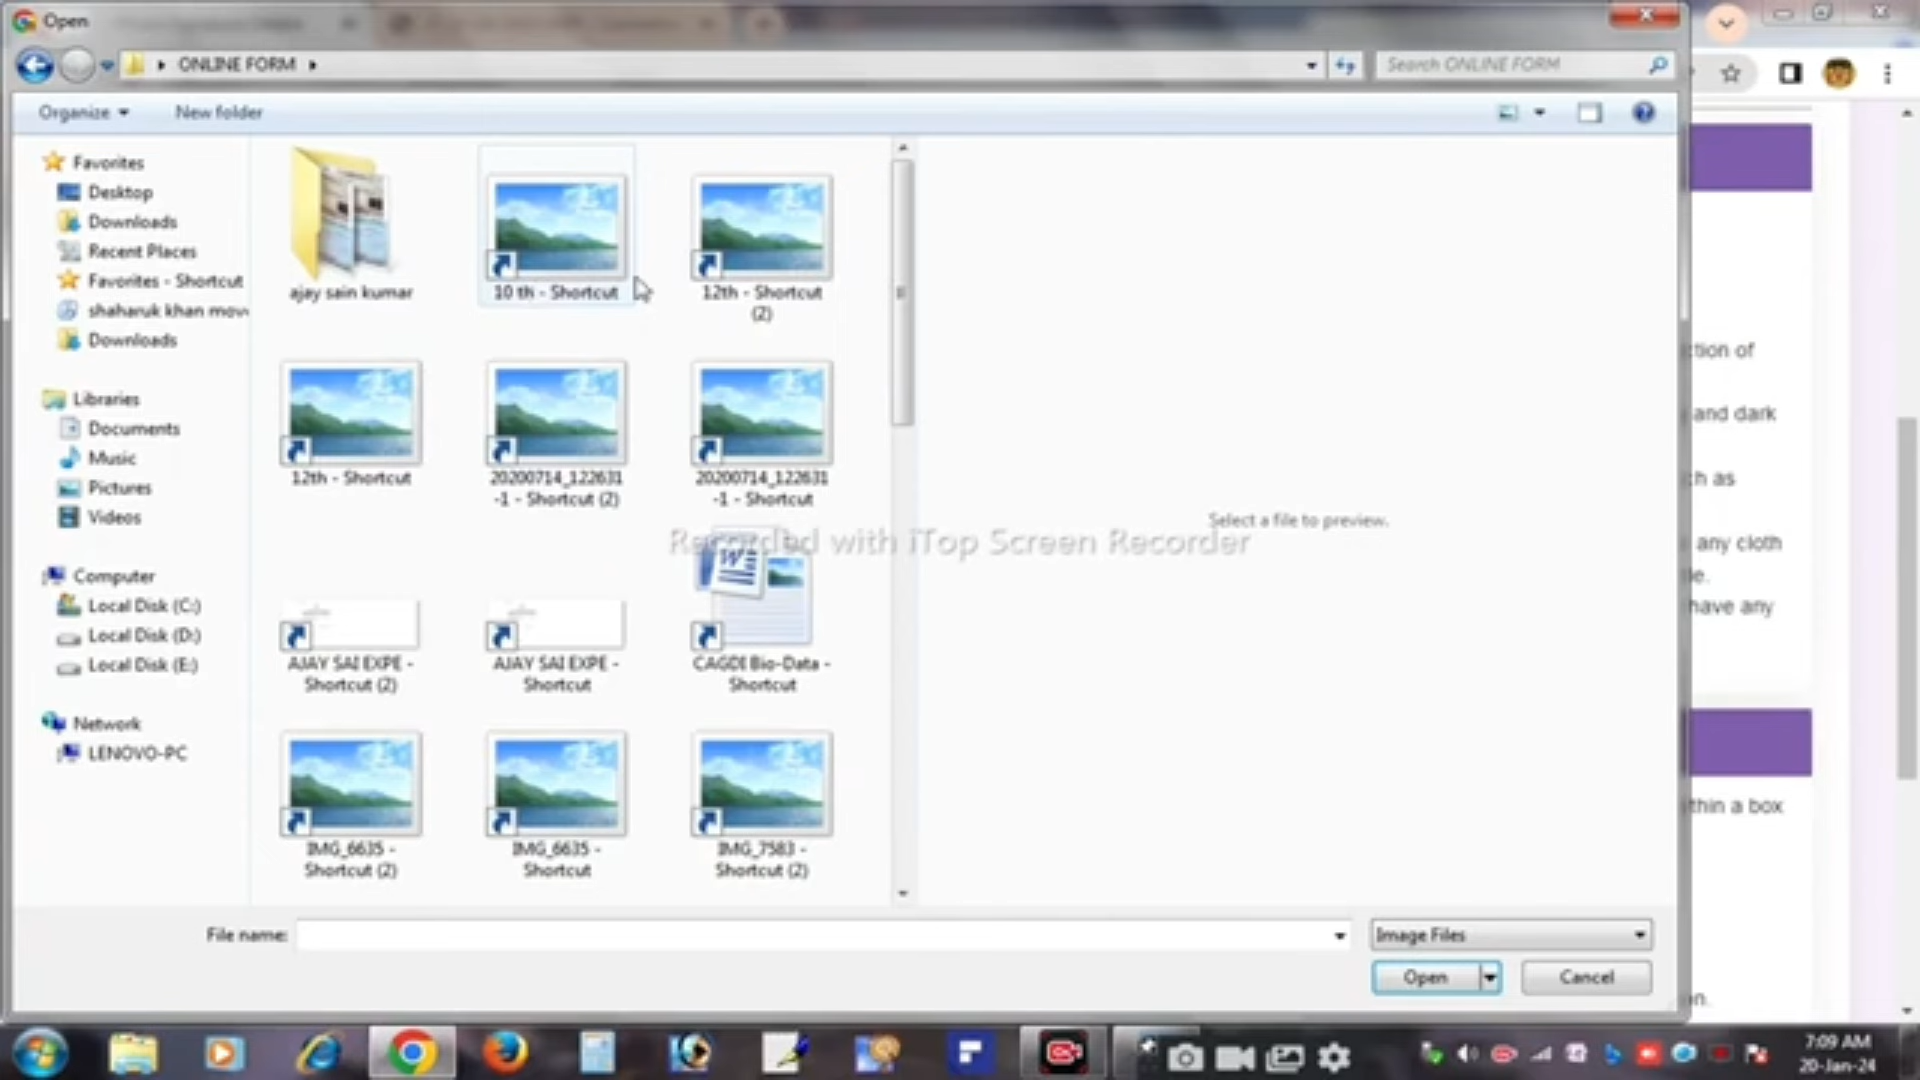 Open
ONLINE FORM
Search ONLINE FORM
Organize
New folder
Favorites
Desktop
Downloads
Recent Places
Favorites - Shortcut
shaharuk khan mov
Downloads
Libraries
Documents
Music
Pictures
Videos
Computer
Local Disk (C:)
Local Disk (D:)
Local Disk (E:)
Network
LENOVO-PC
ajay sain kumar
10 th - Shortcut
12th - Shortcut
(2)
12th - Shortcut
20200714_122631
-1 - Shortcut (2)
20200714_122631
-1 - Shortcut
AJAY SAI EXPE -
Shortcut (2)
AJAY SAI EXPE -
Shortcut
CAGDI Bio-Data -
Shortcut
IMG_6635 -
Shortcut (2)
IMG_6635 -
Shortcut
IMG_7583 -
Shortcut (2)
Select a file to preview.
Recorded with iTop Screen Recorder
ction of
and dark
ch as
any cloth
le.
have any
thin a box
on.
File name:
Image Files
Open
Cancel
7:09 AM
20-Jan-24